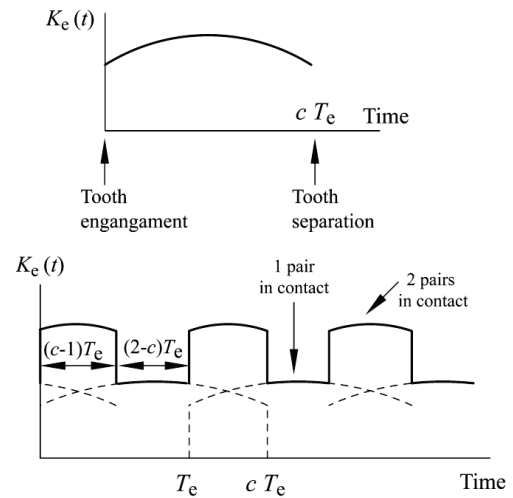 Kₑ(t)
c Tₑ Time
Tooth
engangament
Tooth
separation
Kₑ(t)
1 pair
in contact
2 pairs
in contact
(c-1)Tₑ
(2-c)Tₑ
Tₑ
c Tₑ
Time